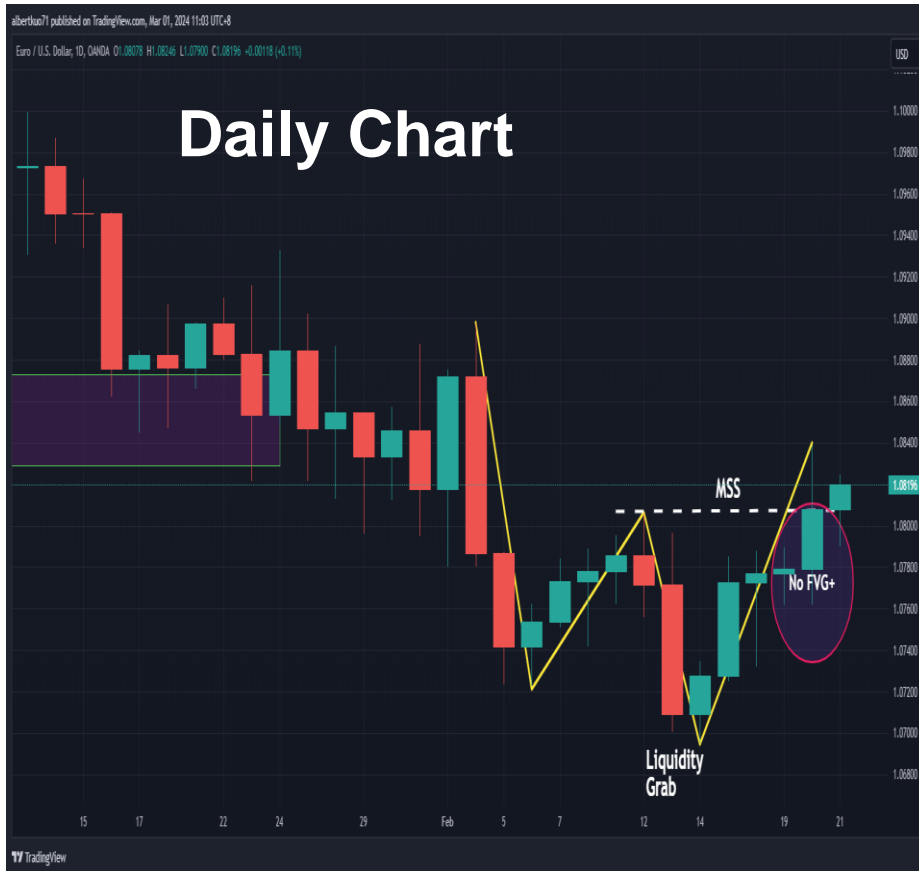 albertkuo71 published on TradingView.com, Mar 01, 2024 11:03 UTC+8
Euro / U.S. Dollar, 1D, OANDA O1.08078 H1.08246 L1.07900 C1.08196 +0.00118 (+0.11%)
USD
Daily Chart
1.10000
1.09800
1.09600
1.09400
1.09200
1.09000
1.08800
1.08600
1.08400
1.08196
MSS
1.08000
1.07800
No FVG+
1.07600
1.07400
1.07200
1.07000
Liquidity
Grab
1.06800
15 17 22 24 29 Feb 5 7 12 14 19 21
TradingView